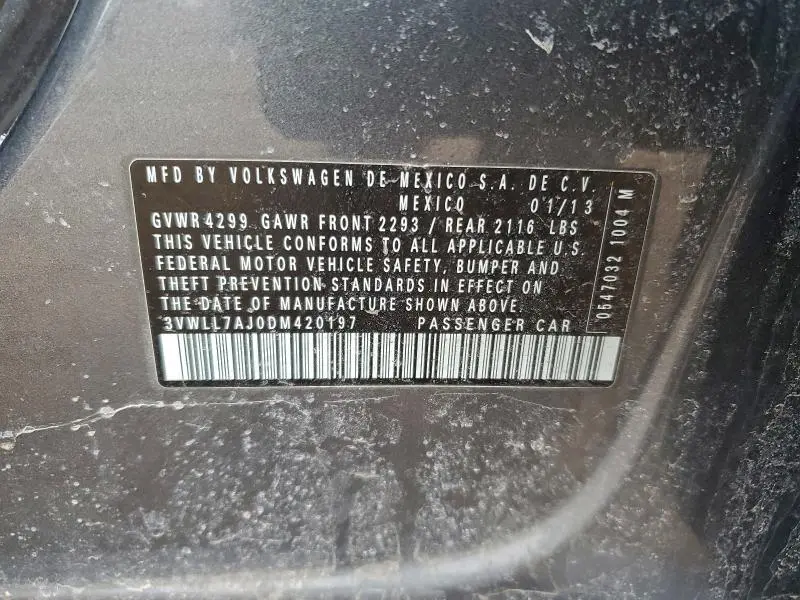 MFD BY VOLKSWAGEN DE MEXICO S.A. DE C.V.
MEXICO 01/13
GVWR 4299 GAWR FRONT 2293 / REAR 2116 LBS
THIS VEHICLE CONFORMS TO ALL APPLICABLE U.S.
FEDERAL MOTOR VEHICLE SAFETY, BUMPER AND
THEFT PREVENTION STANDARDS IN EFFECT ON
THE DATE OF MANUFACTURE SHOWN ABOVE.
3VWLL7AJ0DM420197 PASSENGER CAR
0547032 1004 M